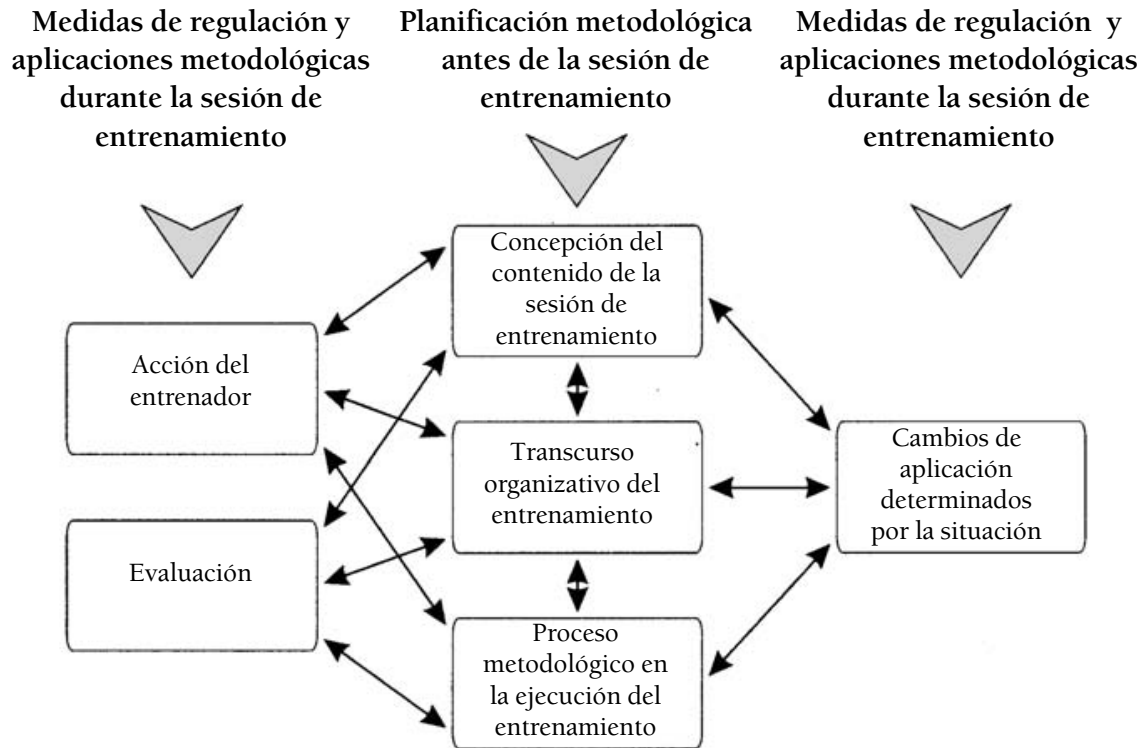 Medidas de regulación y
aplicaciones metodológicas
durante la sesión de
entrenamiento
Planificación metodológica
antes de la sesión de
entrenamiento
Medidas de regulación y
aplicaciones metodológicas
durante la sesión de
entrenamiento
Concepción del
contenido de la
sesión de
entrenamiento
Acción del
entrenador
Transcurso
organizativo del
entrenamiento
Cambios de
aplicación
determinados
por la situación
Evaluación
Proceso
metodológico en
la ejecución del
entrenamiento